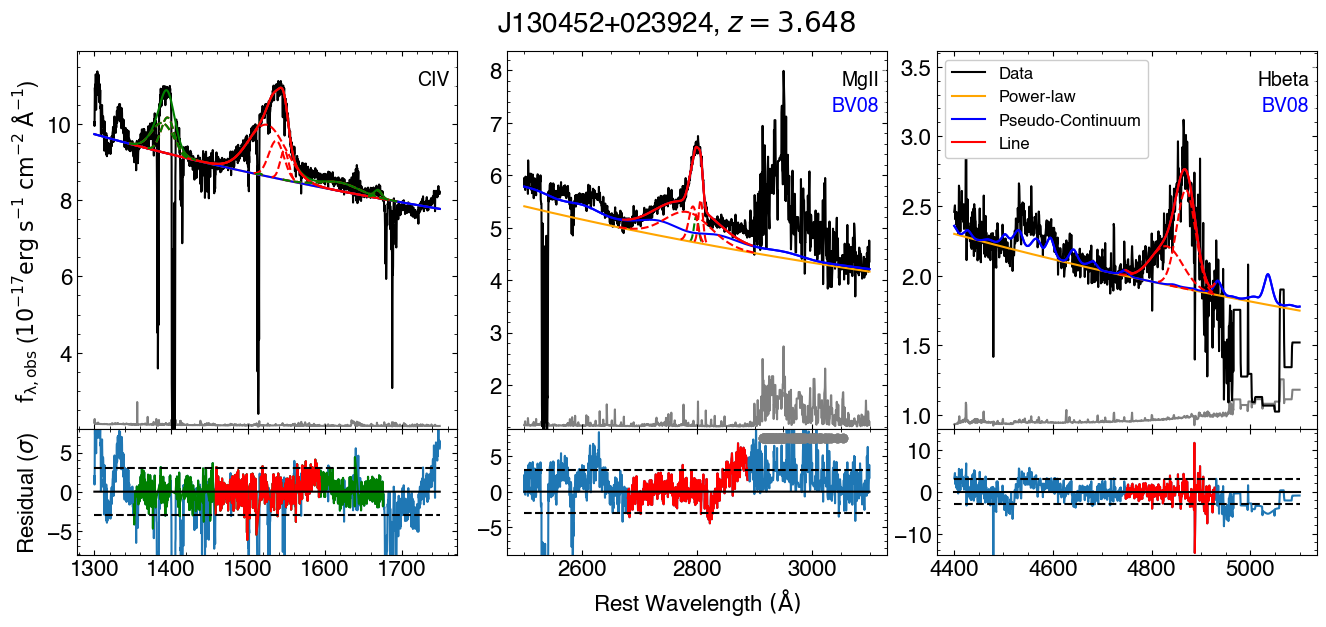 J130452+023924, z = 3.648
f_λ,obs (10⁻¹⁷erg s⁻¹ cm⁻² Å⁻¹)
10
8
6
4
CIV
8
7
6
5
4
3
2
MgII
BV08
3.5
3.0
2.5
2.0
1.5
1.0
Data
Power-law
Pseudo-Continuum
Line
Hbeta
BV08
Residual (σ)
5
0
−5
5
0
−5
10
0
−10
1300 1400 1500 1600 1700
2600 2800 3000
4400 4600 4800 5000
Rest Wavelength (Å)